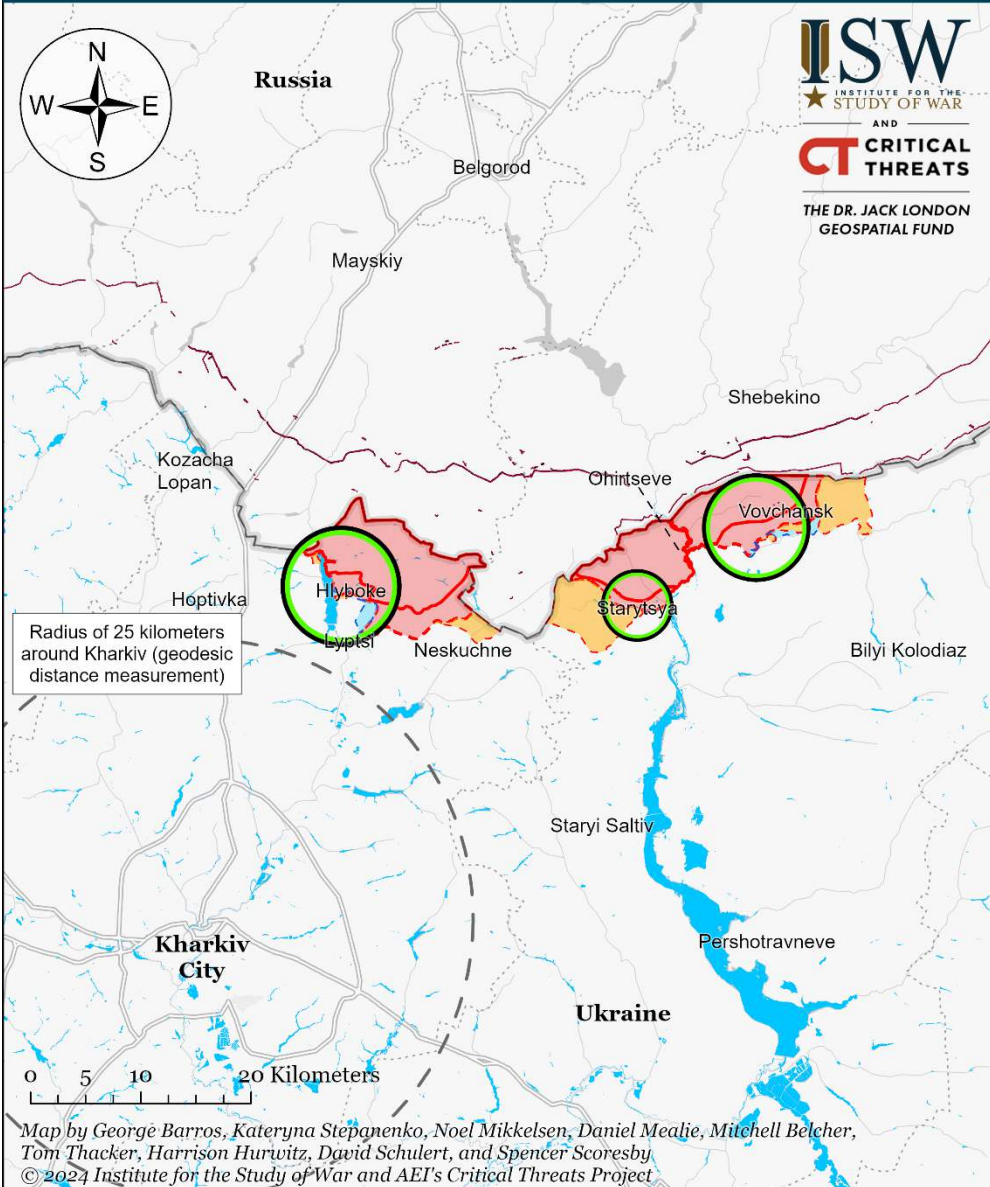 N
W
E
S
Russia
ISW
INSTITUTE FOR THE
STUDY OF WAR
AND
CT CRITICAL
THREATS
THE DR. JACK LONDON
GEOSPATIAL FUND
Belgorod
Mayskiy
Shebekino
Kozacha
Lopan
Ohirtseve
Vovchansk
Hoptivka
Hlyboke
Starytsya
Lyptsi
Neskuchne
Bilyi Kolodiaz
Radius of 25 kilometers
around Kharkiv (geodesic
distance measurement)
Staryi Saltiv
Kharkiv
City
Pershotravneve
Ukraine
0 5 10 20 Kilometers
Map by George Barros, Kateryna Stepanenko, Noel Mikkelsen, Daniel Mealie, Mitchell Belcher,
Tom Thacker, Harrison Hurwitz, David Schulert, and Spencer Scoresby
© 2024 Institute for the Study of War and AEI's Critical Threats Project